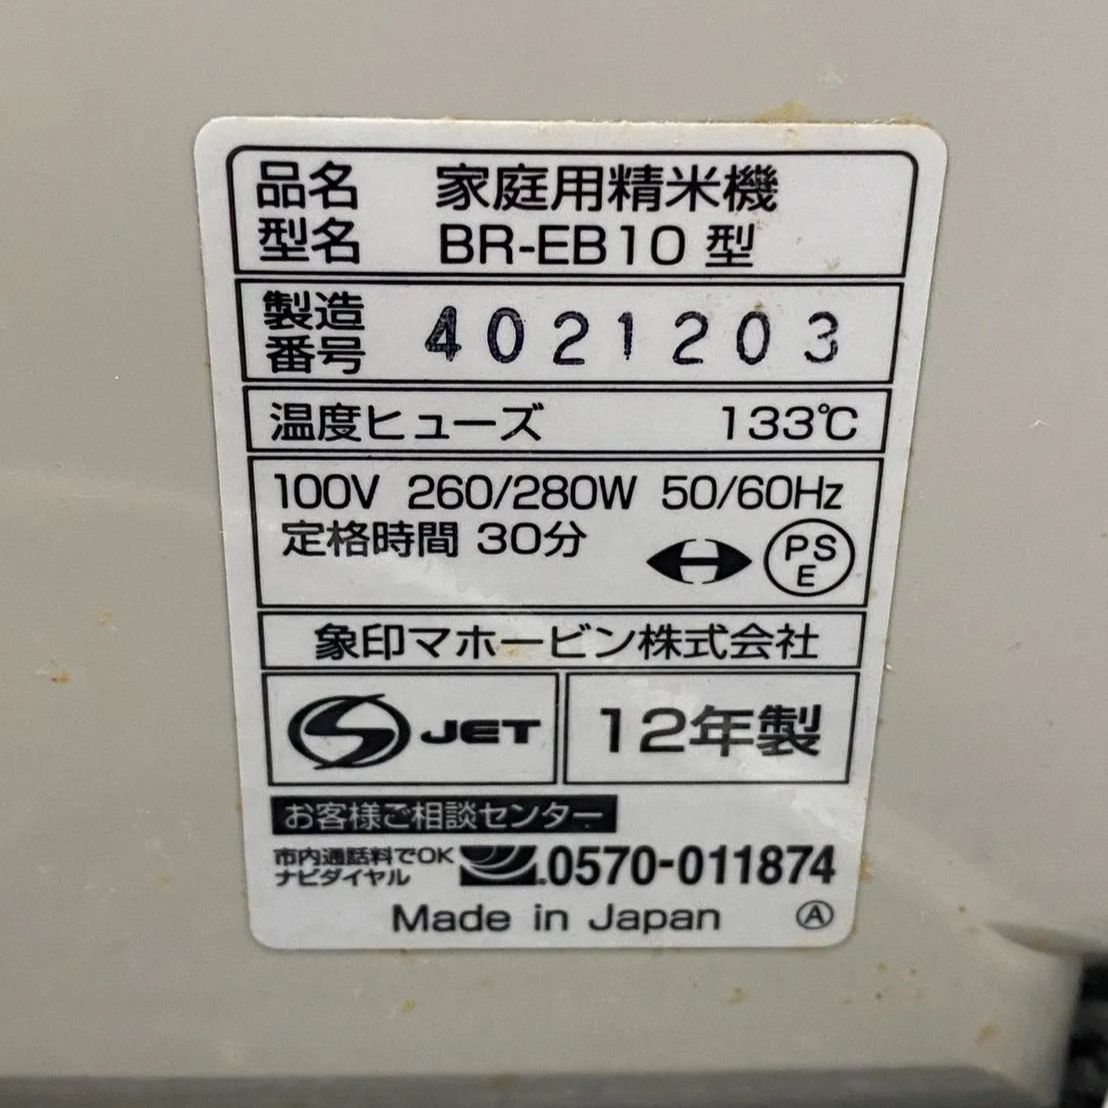 品名 家庭用精米機
型名 BR-EB10 型
製造番号 4021203
温度ヒューズ 133℃
100V 260/280W 50/60Hz
定格時間 30分
PS
E
象印マホービン株式会社
JET
12年製
お客様ご相談センター
市内通話料でOK
ナビダイヤル 0570-011874
Made in Japan Ⓐ